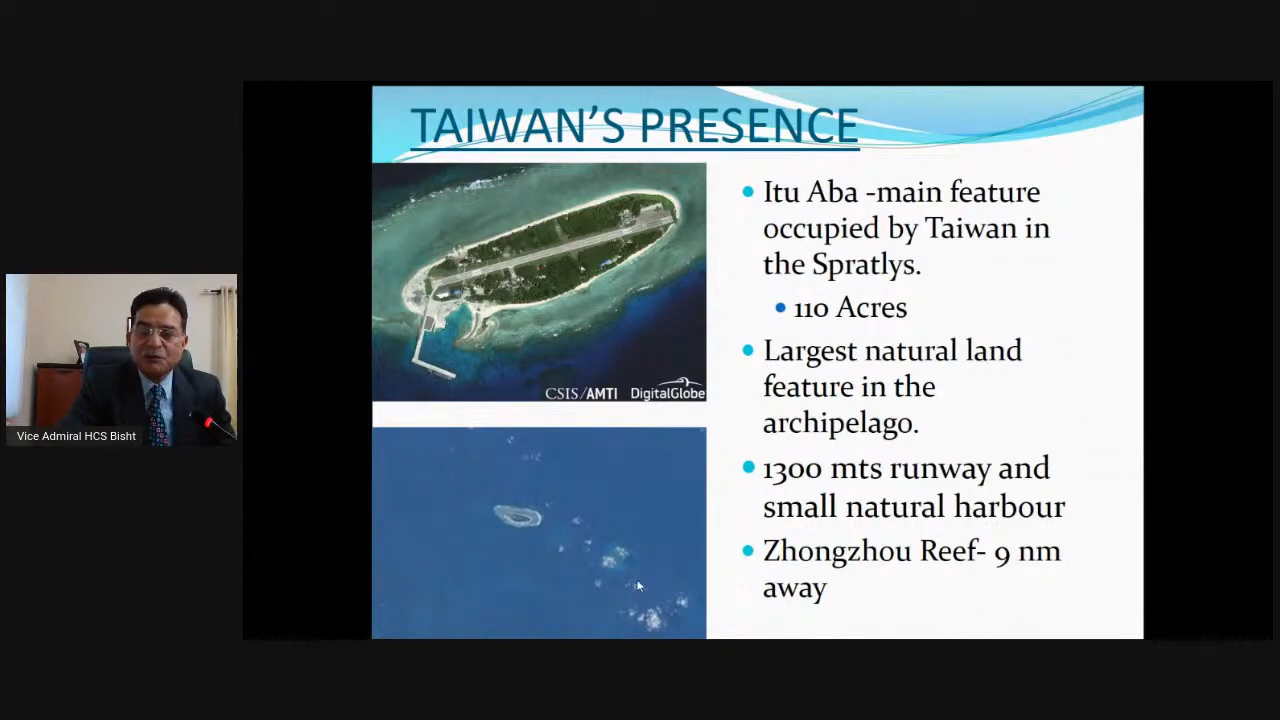 TAIWAN'S PRESENCE
CSIS/AMTI DigitalGlobe
Itu Aba -main feature
occupied by Taiwan in
the Spratlys.
110 Acres
Largest natural land
feature in the
archipelago.
1300 mts runway and
small natural harbour
Zhongzhou Reef- 9 nm
away
Vice Admiral HCS Bisht